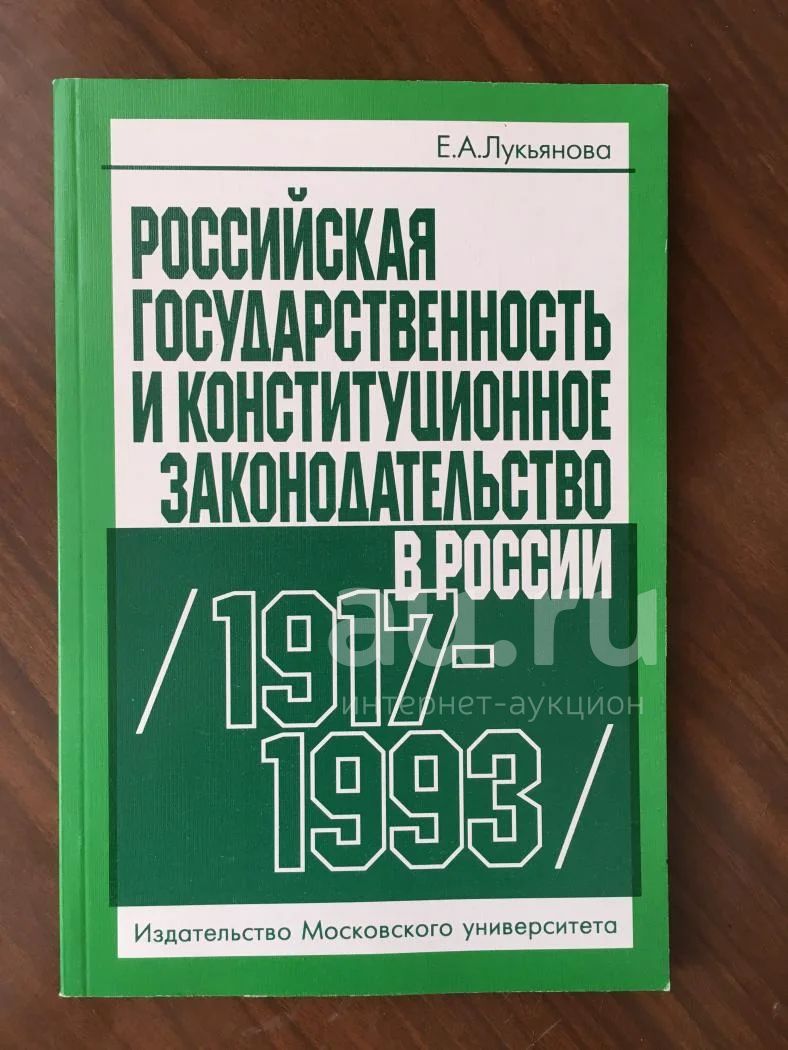 Е.А.Лукьянова
РОССИЙСКАЯ
ГОСУДАРСТВЕННОСТЬ
И КОНСТИТУЦИОННОЕ
ЗАКОНОДАТЕЛЬСТВО
В РОССИИ
/1917-
1993/
au.ru
интернет-аукцион
Издательство Московского университета